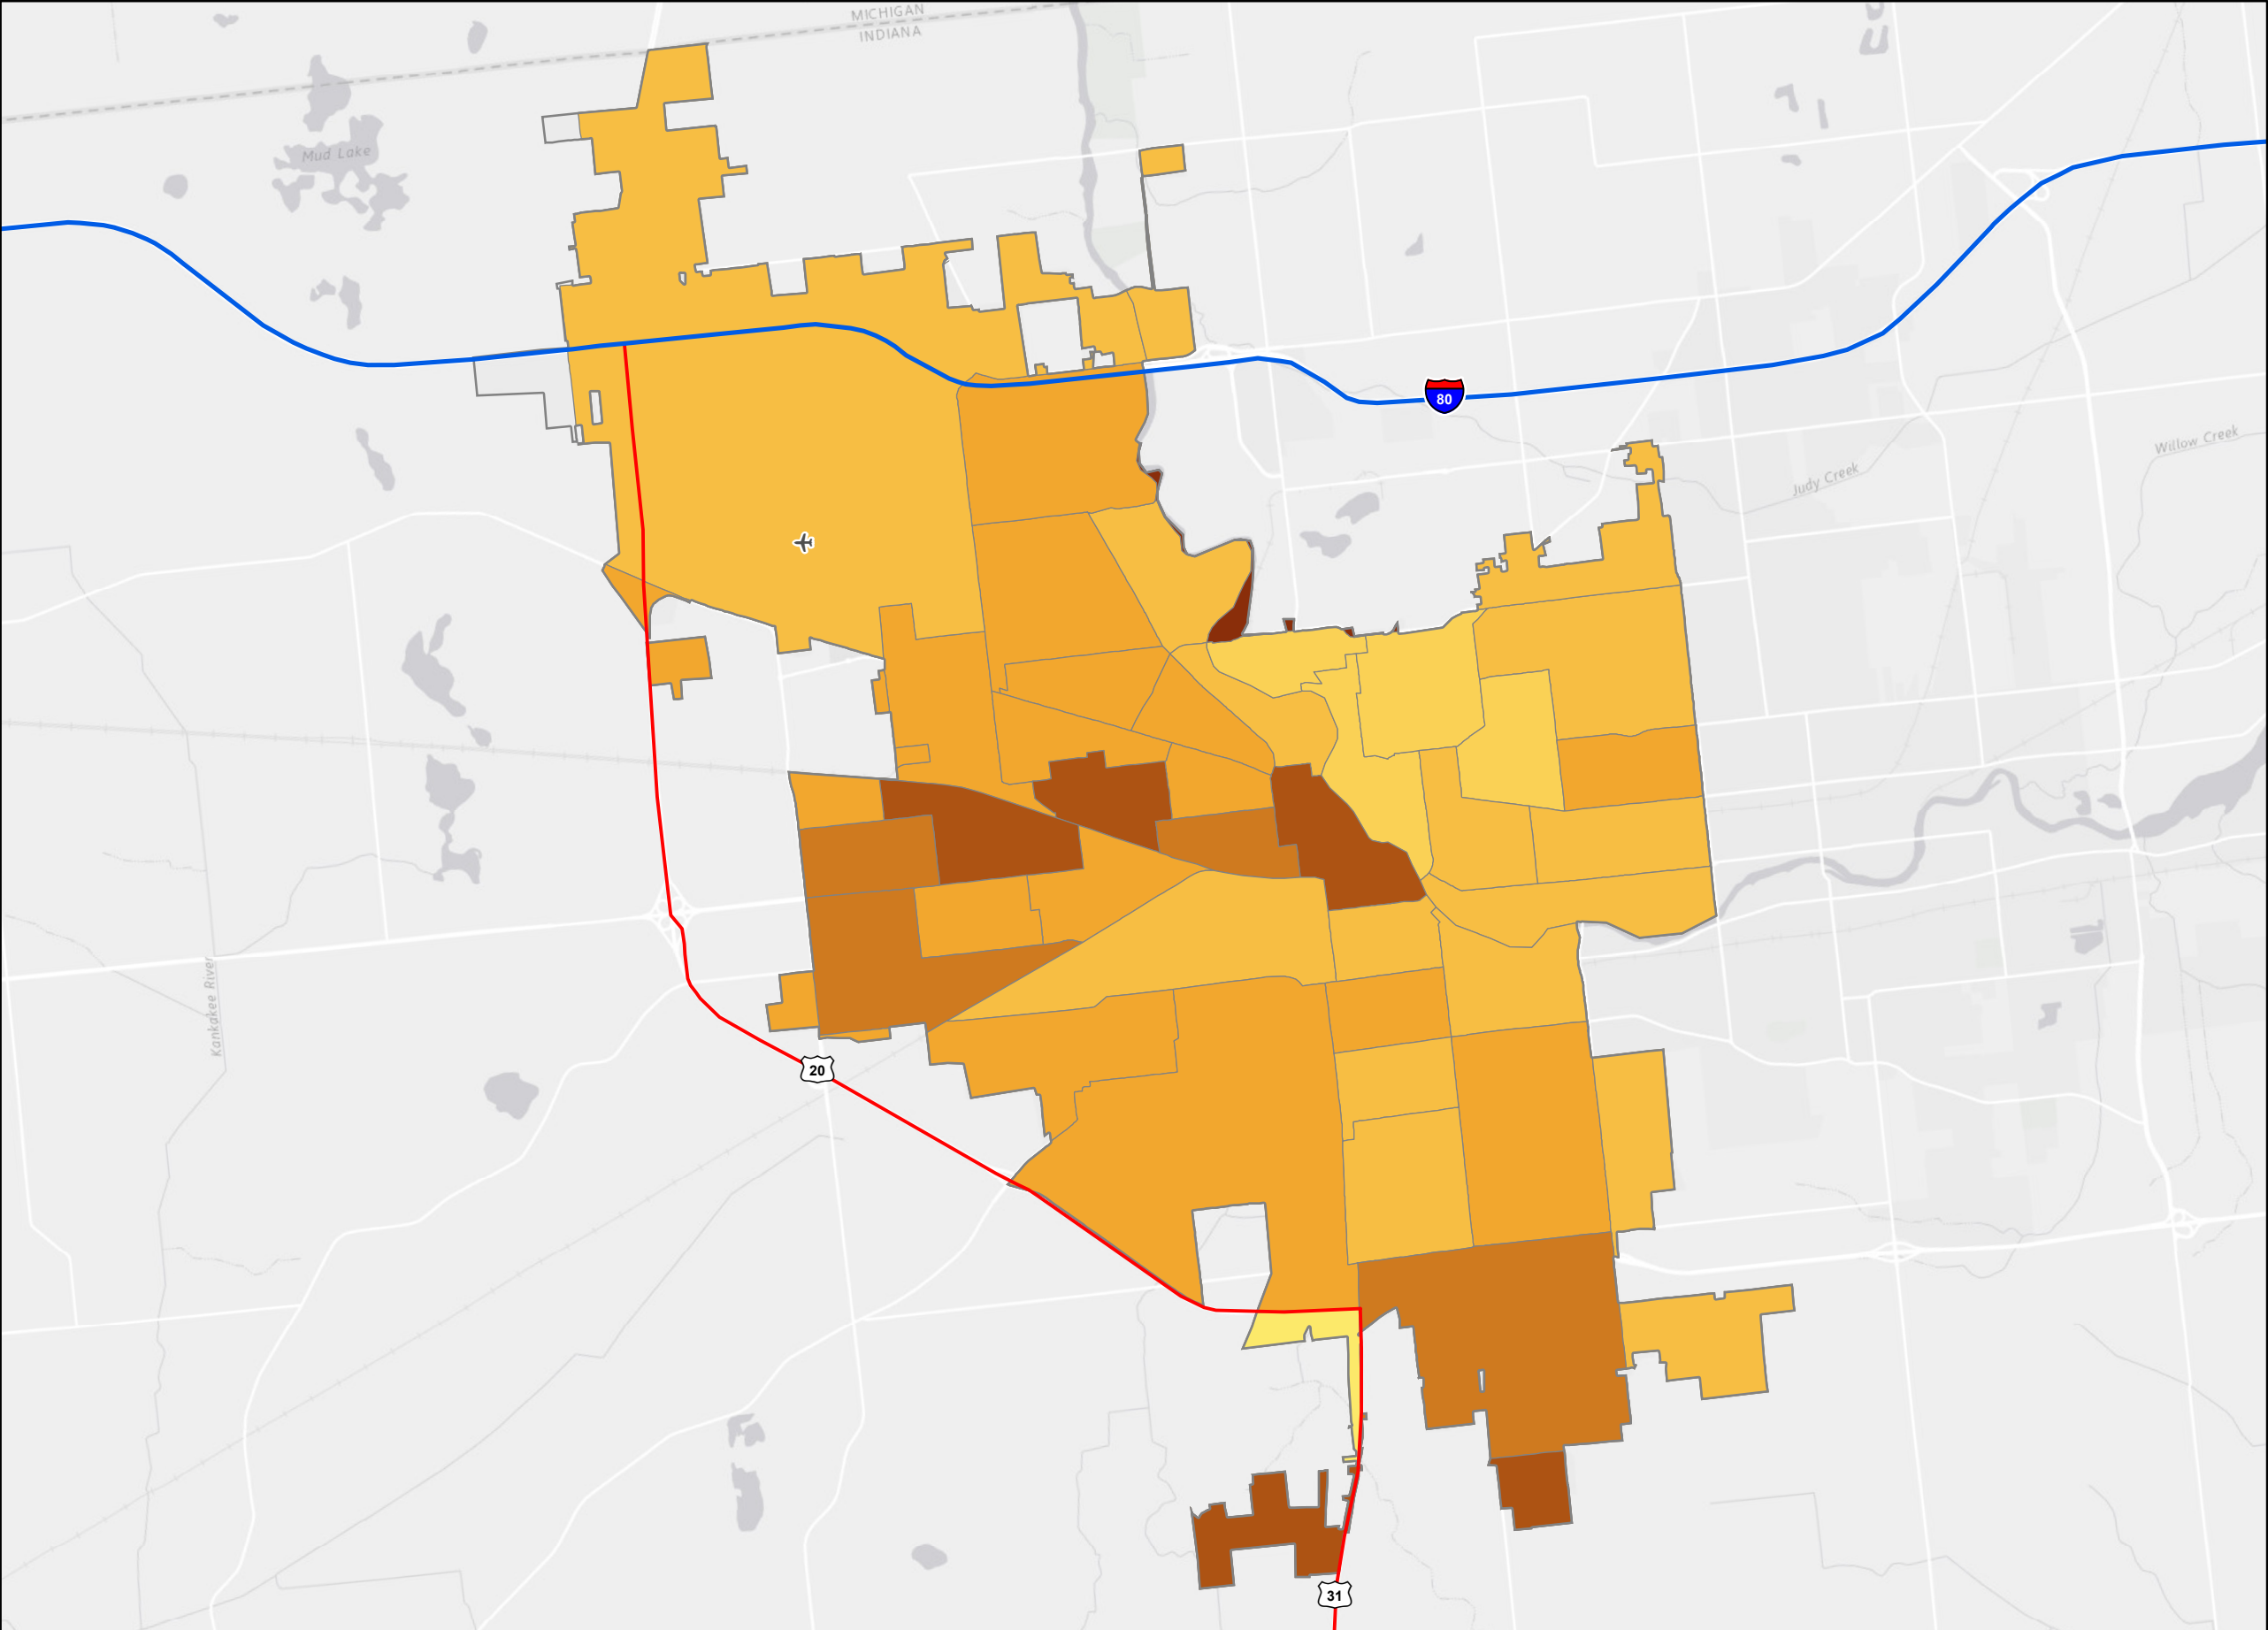 MICHIGAN
INDIANA
Mud Lake
80
Willow Creek
Judy Creek
Kankakee River
20
31